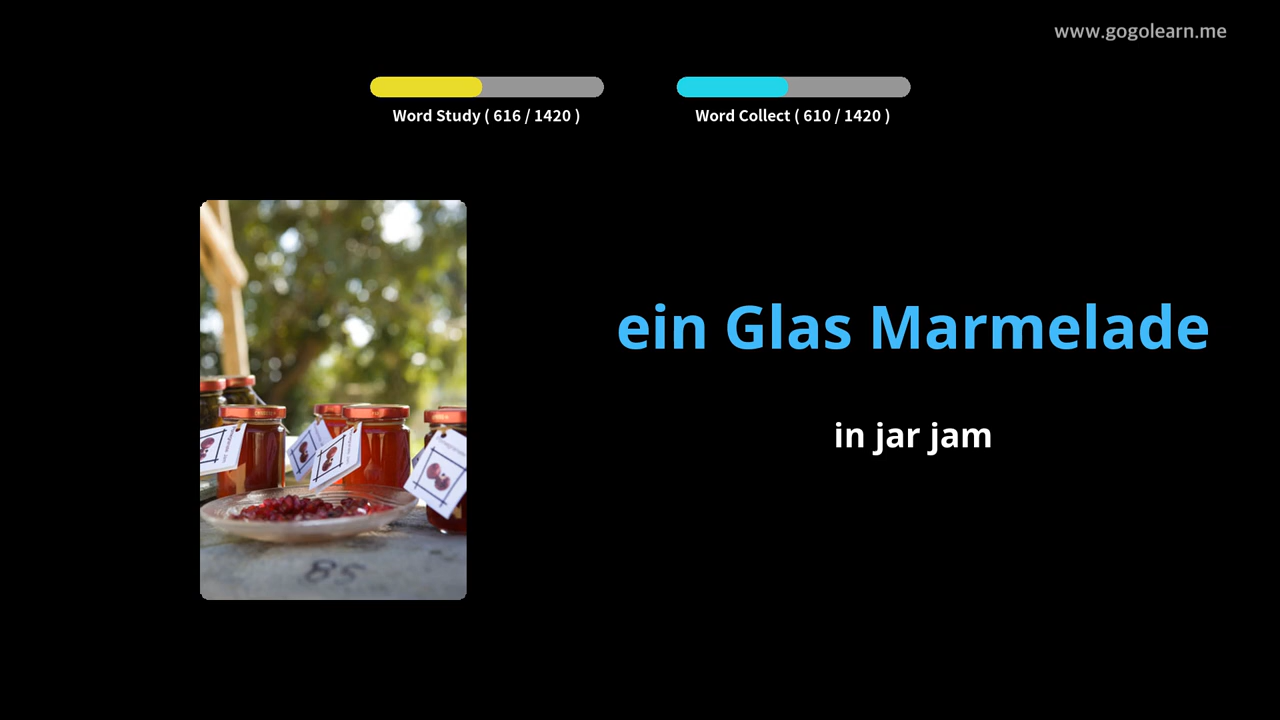 www.gogolearn.me
Word Study ( 616 / 1420 )
Word Collect ( 610 / 1420 )
ein Glas Marmelade
in jar jam
85